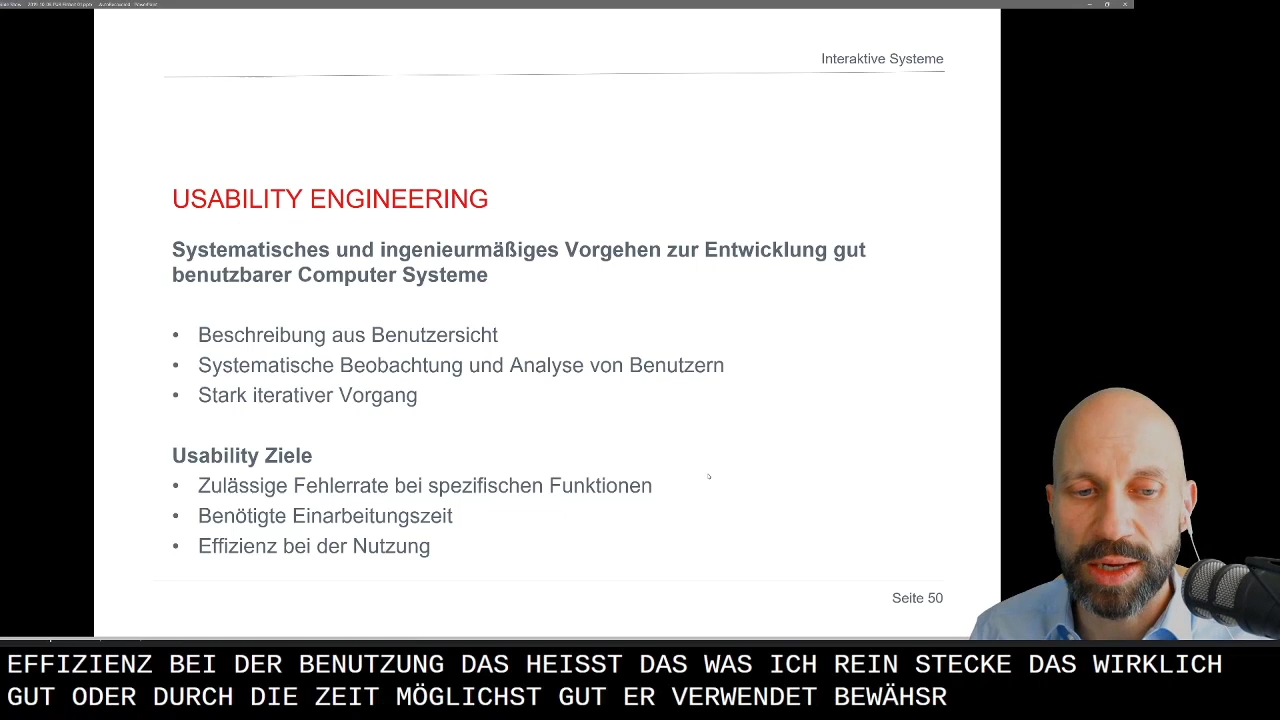 Interaktive Systeme
USABILITY ENGINEERING
Systematisches und ingenieurmäßiges Vorgehen zur Entwicklung gut
benutzbarer Computer Systeme
• Beschreibung aus Benutzersicht
• Systematische Beobachtung und Analyse von Benutzern
• Stark iterativer Vorgang
Usability Ziele
• Zulässige Fehlerrate bei spezifischen Funktionen
• Benötigte Einarbeitungszeit
• Effizienz bei der Nutzung
Seite 50
EFFIZIENZ BEI DER BENUTZUNG DAS HEISST DAS WAS ICH REIN STECKE DAS WIRKLICH
GUT ODER DURCH DIE ZEIT MÖGLICHST GUT ER VERWENDET BEWÄHSR